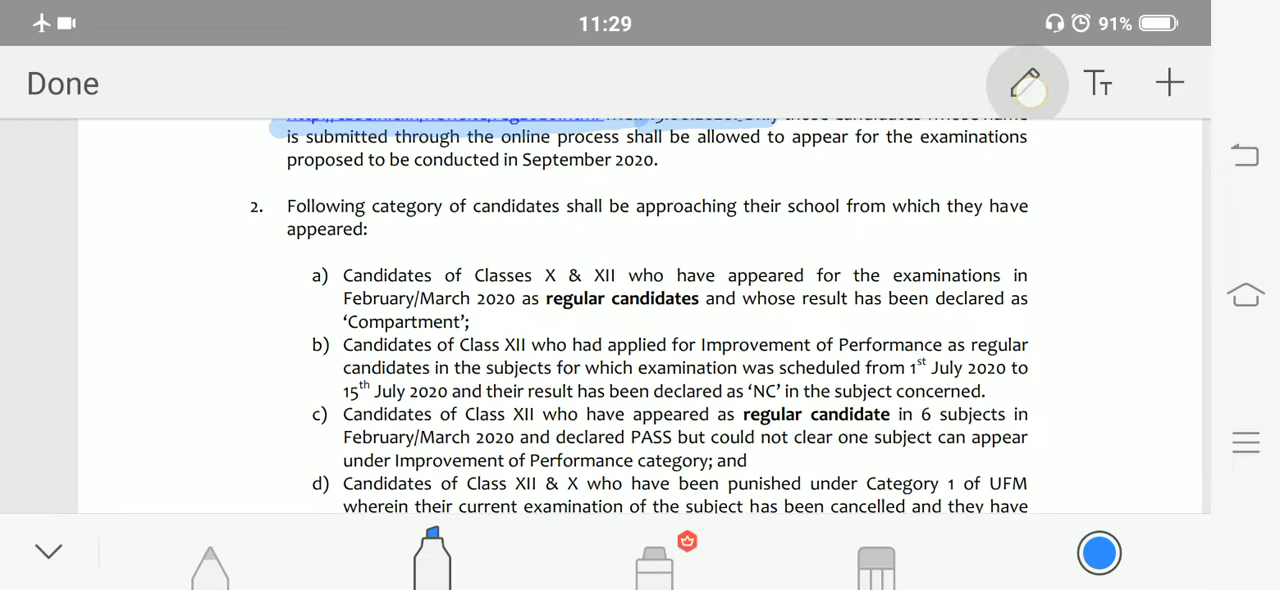 11:29
91%
Done
TT
those candidates whose name
is submitted through the online process shall be allowed to appear for the examinations
proposed to be conducted in September 2020.
2. Following category of candidates shall be approaching their school from which they have
appeared:
a) Candidates of Classes X & XII who have appeared for the examinations in
February/March 2020 as regular candidates and whose result has been declared as
‘Compartment’;
b) Candidates of Class XII who had applied for Improvement of Performance as regular
candidates in the subjects for which examination was scheduled from 1st July 2020 to
15th July 2020 and their result has been declared as ‘NC’ in the subject concerned.
c) Candidates of Class XII who have appeared as regular candidate in 6 subjects in
February/March 2020 and declared PASS but could not clear one subject can appear
under Improvement of Performance category; and
d) Candidates of Class XII & X who have been punished under Category 1 of UFM
wherein their current examination of the subject has been cancelled and they have